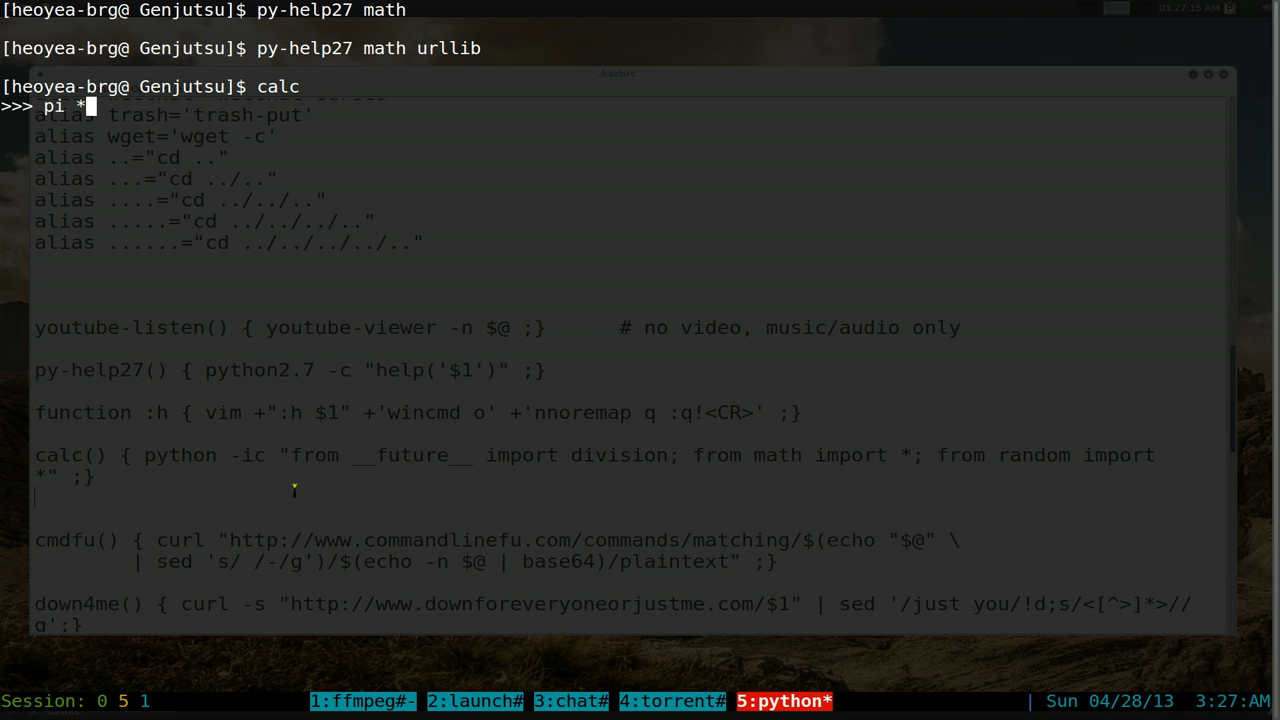 [heoyea-brg@ Genjutsu]$ py-help27 math
03:27:15 AM
[heoyea-brg@ Genjutsu]$ py-help27 math urllib
.bashrc
[heoyea-brg@ Genjutsu]$ calc
>>> pi *
alias trash='trash-put'
alias wget='wget -c'
alias ..="cd .."
alias ...="cd ../.."
alias ....="cd ../../.."
alias .....="cd ../../../.."
alias ......="cd ../../../../.."
youtube-listen() { youtube-viewer -n $@ ;}      # no video, music/audio only
py-help27() { python2.7 -c "help('$1')" ;}
function :h { vim +":h $1" +'wincmd o' +'nnoremap q :q!<CR>' ;}
calc() { python -ic "from __future__ import division; from math import *; from random import
*" ;}
cmdfu() { curl "http://www.commandlinefu.com/commands/matching/$(echo "$@" \
        | sed 's/ /-/g')/$(echo -n $@ | base64)/plaintext" ;}
down4me() { curl -s "http://www.downforeveryoneorjustme.com/$1" | sed '/just you/!d;s/<[^>]*>//
g';}
Session: 0 5 1 1:ffmpeg#- 2:launch# 3:chat# 4:torrent# 5:python* | Sun 04/28/13  3:27:AM